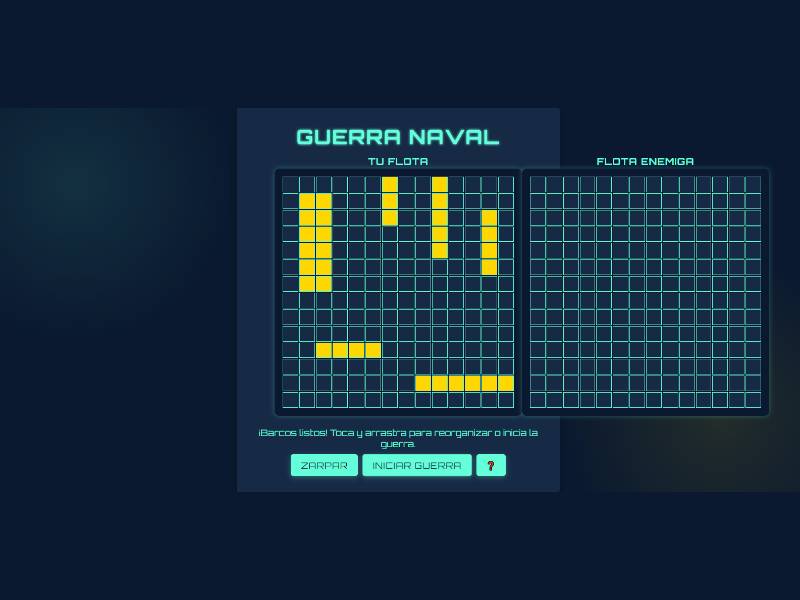 GUERRA NAVAL
TU FLOTA
FLOTA ENEMIGA
¡Barcos listos! Toca y arrastra para reorganizar o inicia la
guerra.
ZARPAR
INICIAR GUERRA
?